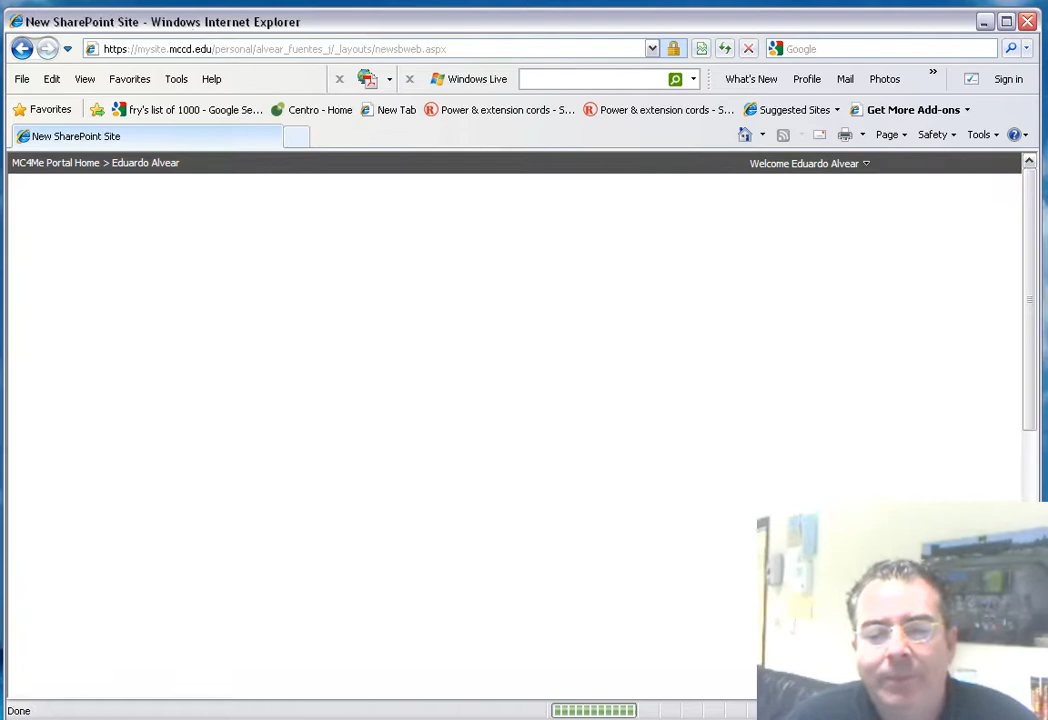 New SharePoint Site - Windows Internet Explorer
https://mysite.mccd.edu/personal/alvear_fuentes_j/_layouts/newsbweb.aspx
Google
File Edit View Favorites Tools Help
Windows Live
What's New Profile Mail Photos » Sign in
Favorites
fry's list of 1000 - Google Se... Centro - Home New Tab Power & extension cords - S... Power & extension cords - S... Suggested Sites Get More Add-ons
New SharePoint Site
Page Safety Tools
MC4Me Portal Home > Eduardo Alvear
Welcome Eduardo Alvear
Done